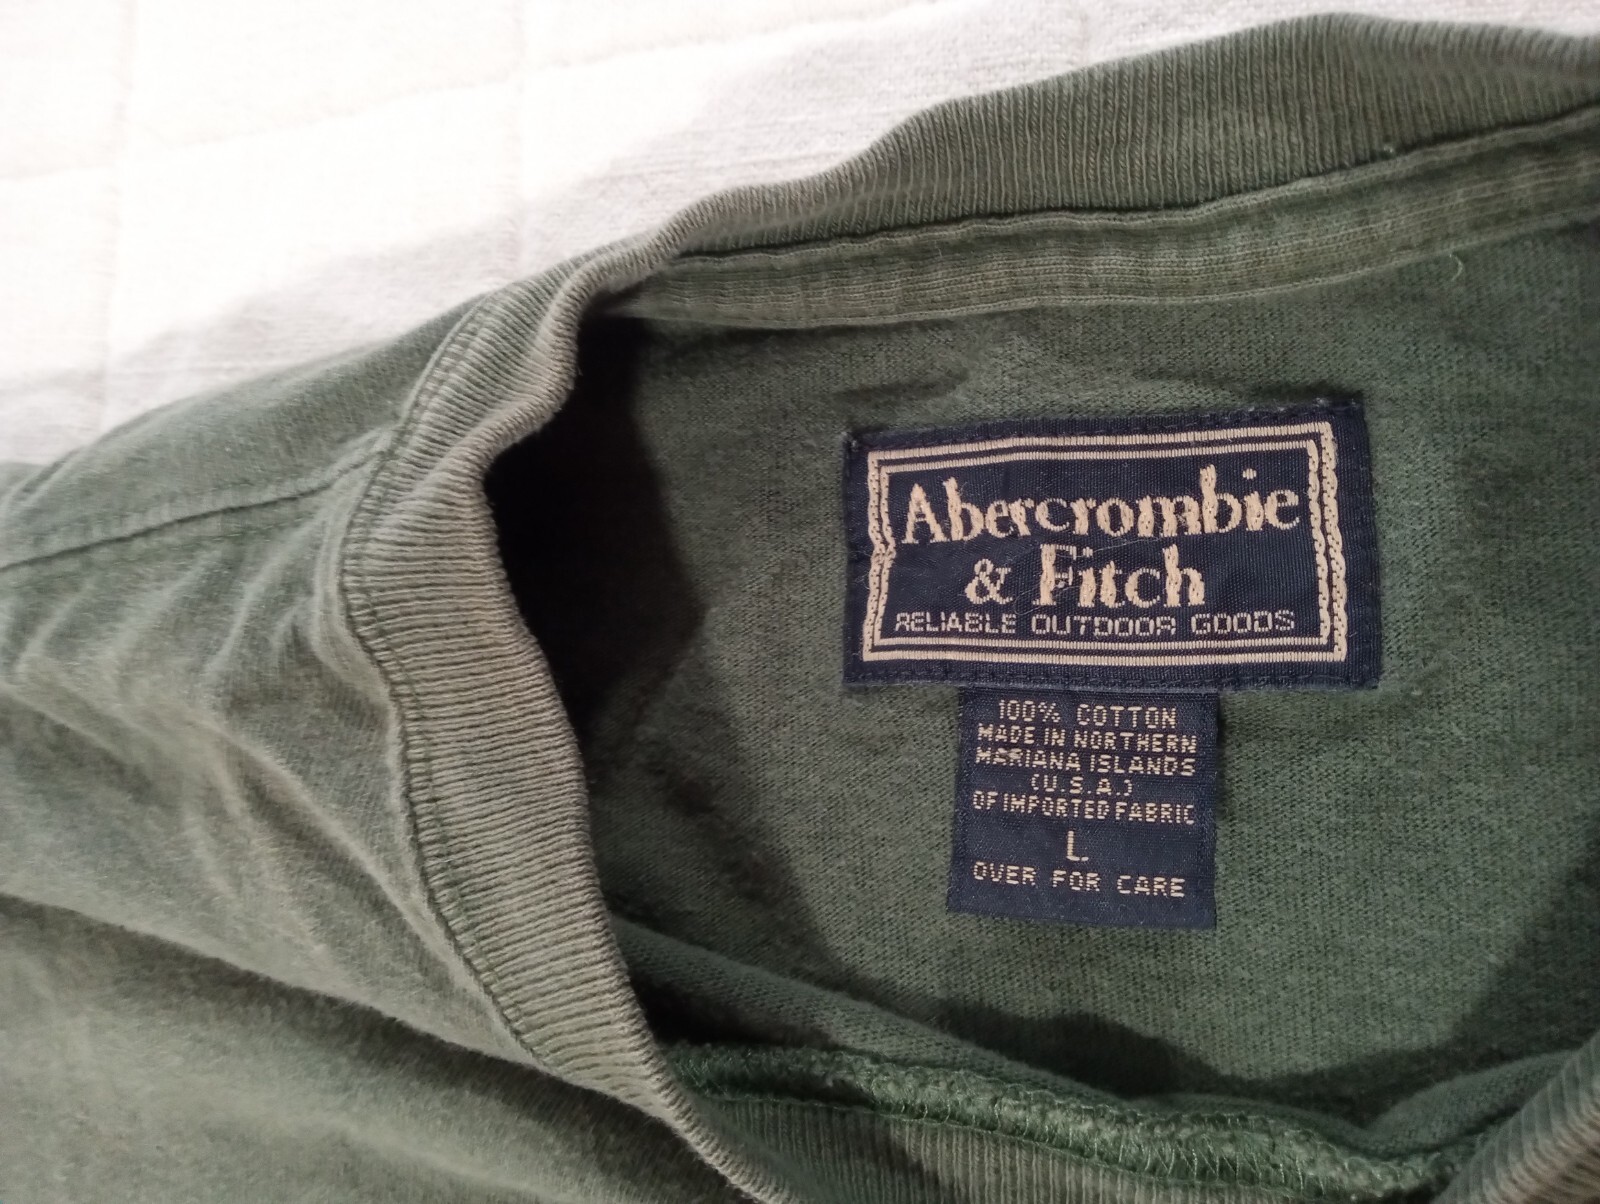 Abercrombie
& Fitch
RELIABLE OUTDOOR GOODS
100% COTTON
MADE IN NORTHERN
MARIANA ISLANDS
(U.S.A.)
OF IMPORTED FABRIC
L
OVER FOR CARE